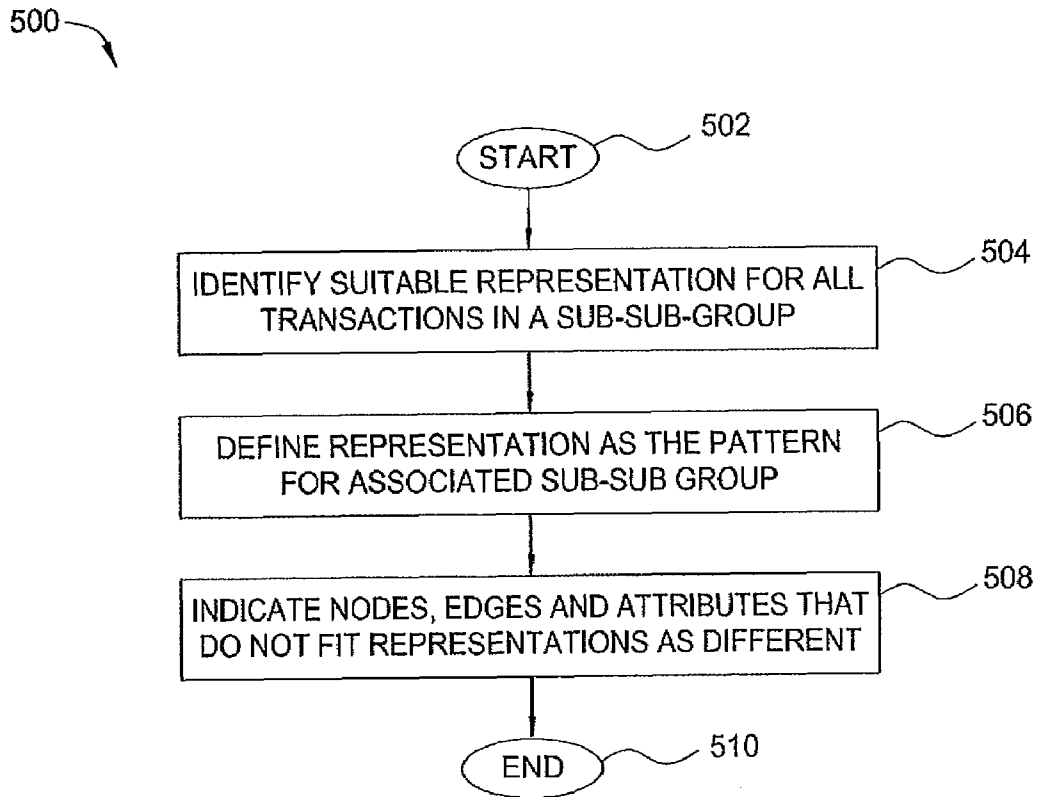 500
START
502
IDENTIFY SUITABLE REPRESENTATION FOR ALL
TRANSACTIONS IN A SUB-SUB-GROUP
504
DEFINE REPRESENTATION AS THE PATTERN
FOR ASSOCIATED SUB-SUB GROUP
506
INDICATE NODES, EDGES AND ATTRIBUTES THAT
DO NOT FIT REPRESENTATIONS AS DIFFERENT
508
END
510